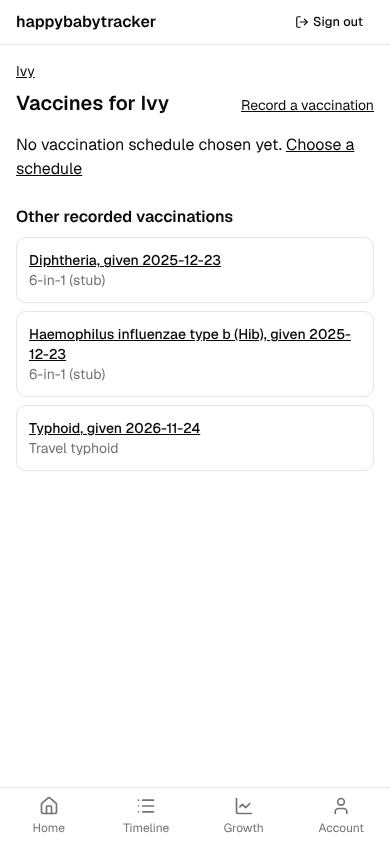 happybabytracker
Sign out
Ivy
Vaccines for Ivy
Record a vaccination
No vaccination schedule chosen yet. Choose a
schedule
Other recorded vaccinations
Diphtheria, given 2025-12-23
6-in-1 (stub)
Haemophilus influenzae type b (Hib), given 2025-
12-23
6-in-1 (stub)
Typhoid, given 2026-11-24
Travel typhoid
Home
Timeline
Growth
Account